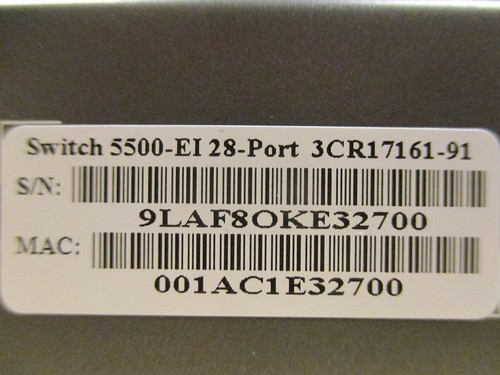 Switch 5500-EI 28-Port 3CR17161-91
S/N:
9LAF8OKE32700
MAC:
001AC1E32700